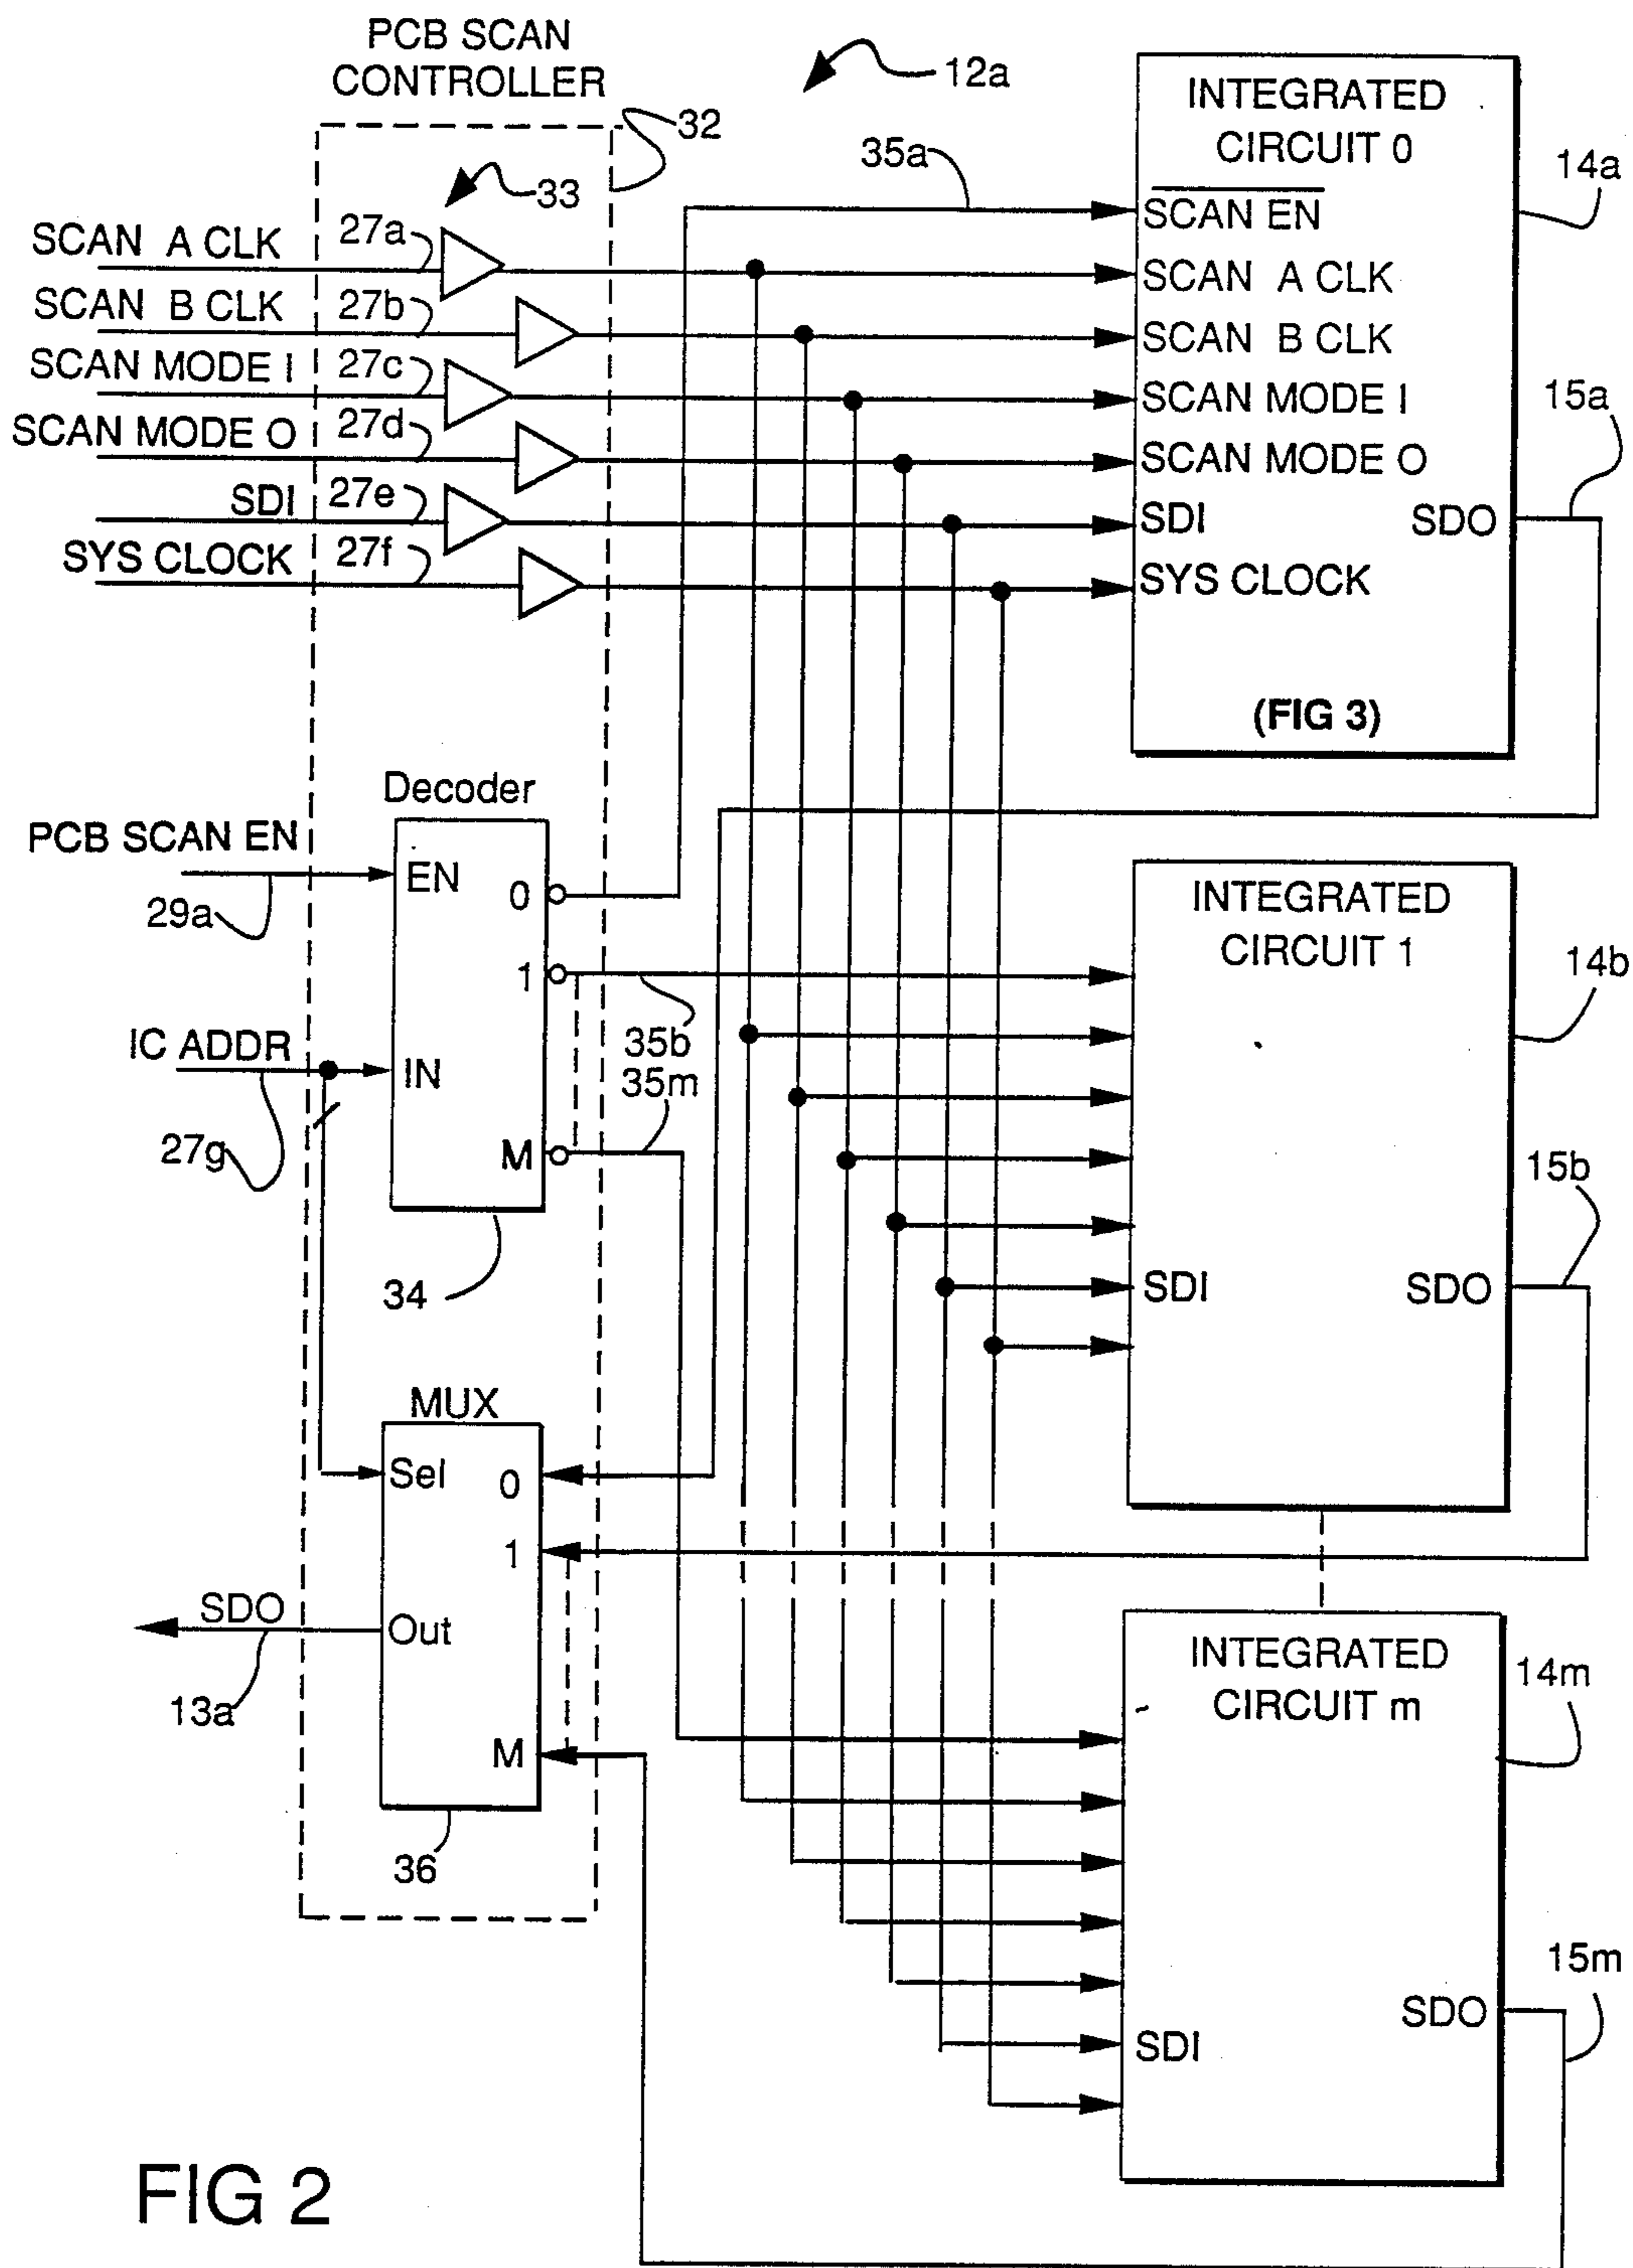 PCB SCAN
CONTROLLER
32
12a
33
35a
INTEGRATED
CIRCUIT 0
14a
SCAN EN
SCAN A CLK
27a
SCAN A CLK
SCAN B CLK
27b
SCAN B CLK
SCAN MODE I
27c
SCAN MODE I
15a
SCAN MODE O
27d
SCAN MODE O
SDI
27e
SDI
SDO
SYS CLOCK
27f
SYS CLOCK
(FIG 3)
Decoder
PCB SCAN EN
EN
0
29a
INTEGRATED
CIRCUIT 1
14b
1
IC ADDR
IN
35b
35m
27g
M
15b
34
SDI
SDO
MUX
Sel
0
1
SDO
Out
13a
M
INTEGRATED
CIRCUIT m
14m
36
15m
SDO
SDI
FIG 2